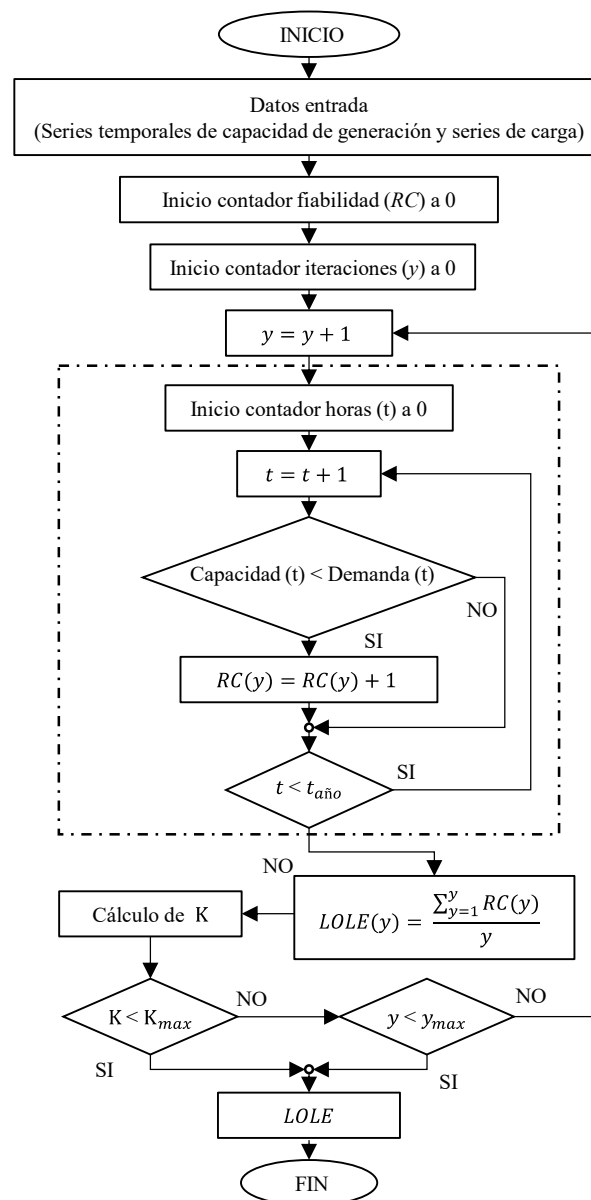 INICIO
Datos entrada
(Series temporales de capacidad de generación y series de carga)
Inicio contador fiabilidad (RC) a 0
Inicio contador iteraciones (y) a 0
y = y + 1
Inicio contador horas (t) a 0
t = t + 1
Capacidad (t) < Demanda (t)
NO
SI
RC(y) = RC(y) + 1
t < t_año
SI
NO
LOLE(y) = \frac{\sum_{y=1}^{y} RC(y)}{y}
Cálculo de K
K < K_max
NO
y < y_max
NO
SI
SI
LOLE
FIN